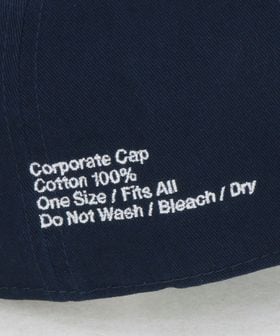 Corporate Cap
Cotton 100%
One Size / Fits All
Do Not Wash / Bleach / Dry